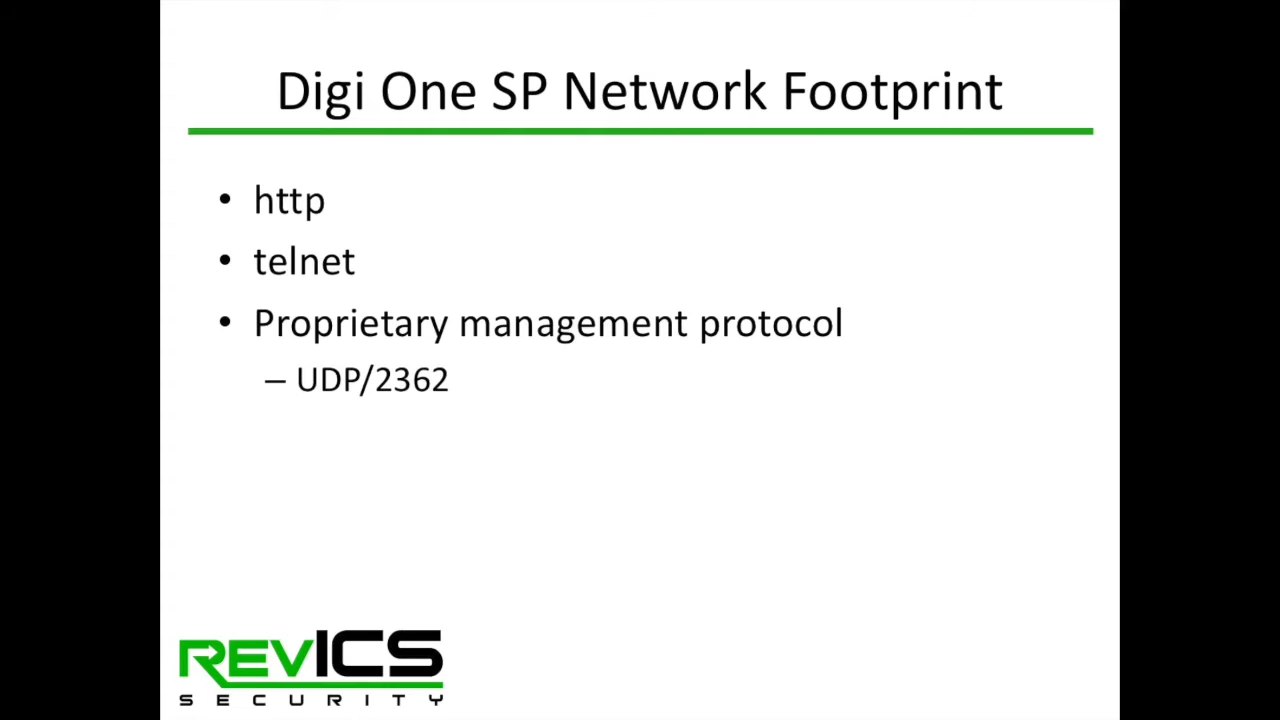 Digi One SP Network Footprint
• http
• telnet
• Proprietary management protocol
– UDP/2362
REVICS
SECURITY